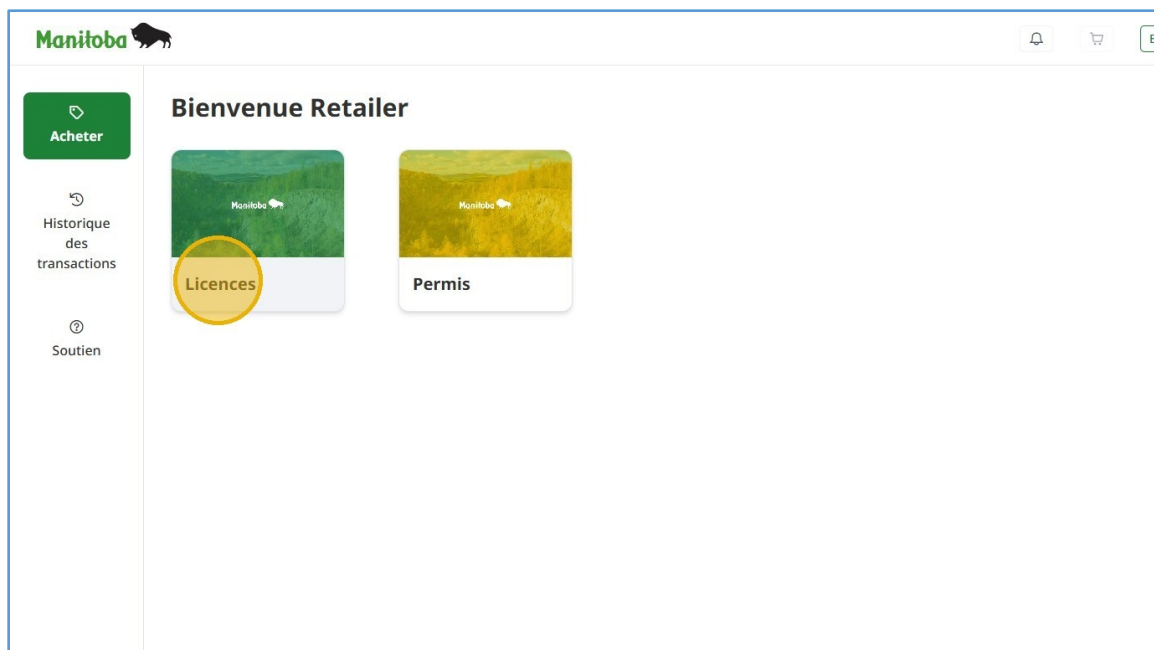 Manitoba
E
Acheter
Historique
des
transactions
Soutien
Bienvenue Retailer
Manitoba
Licences
Manitoba
Permis